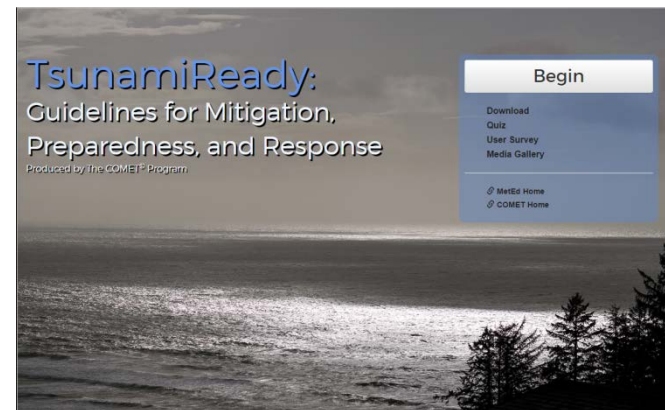 TsunamiReady:
Guidelines for Mitigation,
Preparedness, and Response
Produced by The COMET® Program
Begin
Download
Quiz
User Survey
Media Gallery
MetEd Home
COMET Home